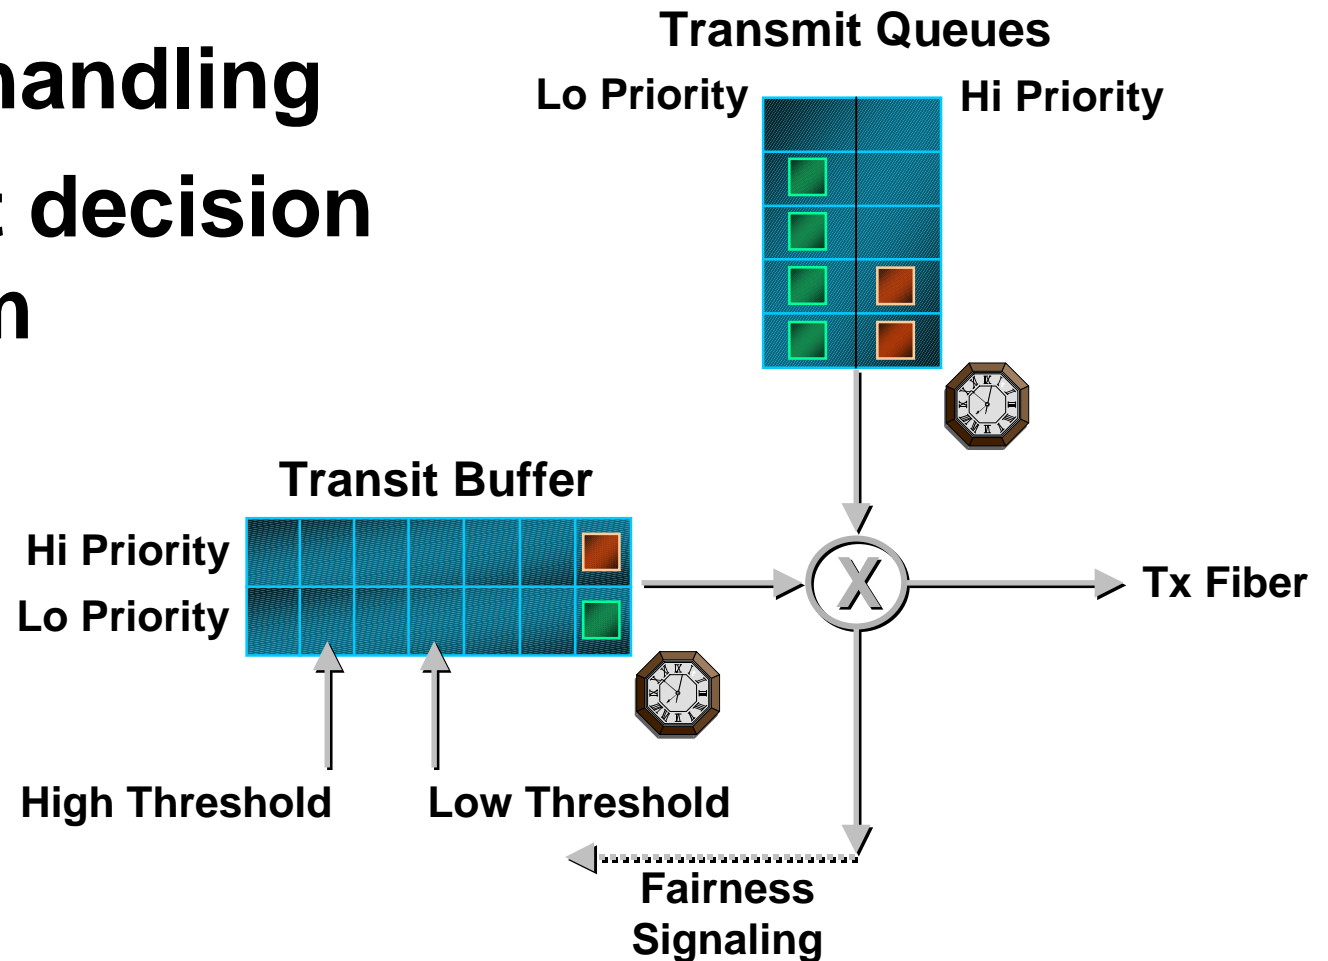 Transmit Queues
handling
Lo Priority
Hi Priority
decision
Transit Buffer
Hi Priority
Lo Priority
X
Tx Fiber
High Threshold
Low Threshold
Fairness
Signaling